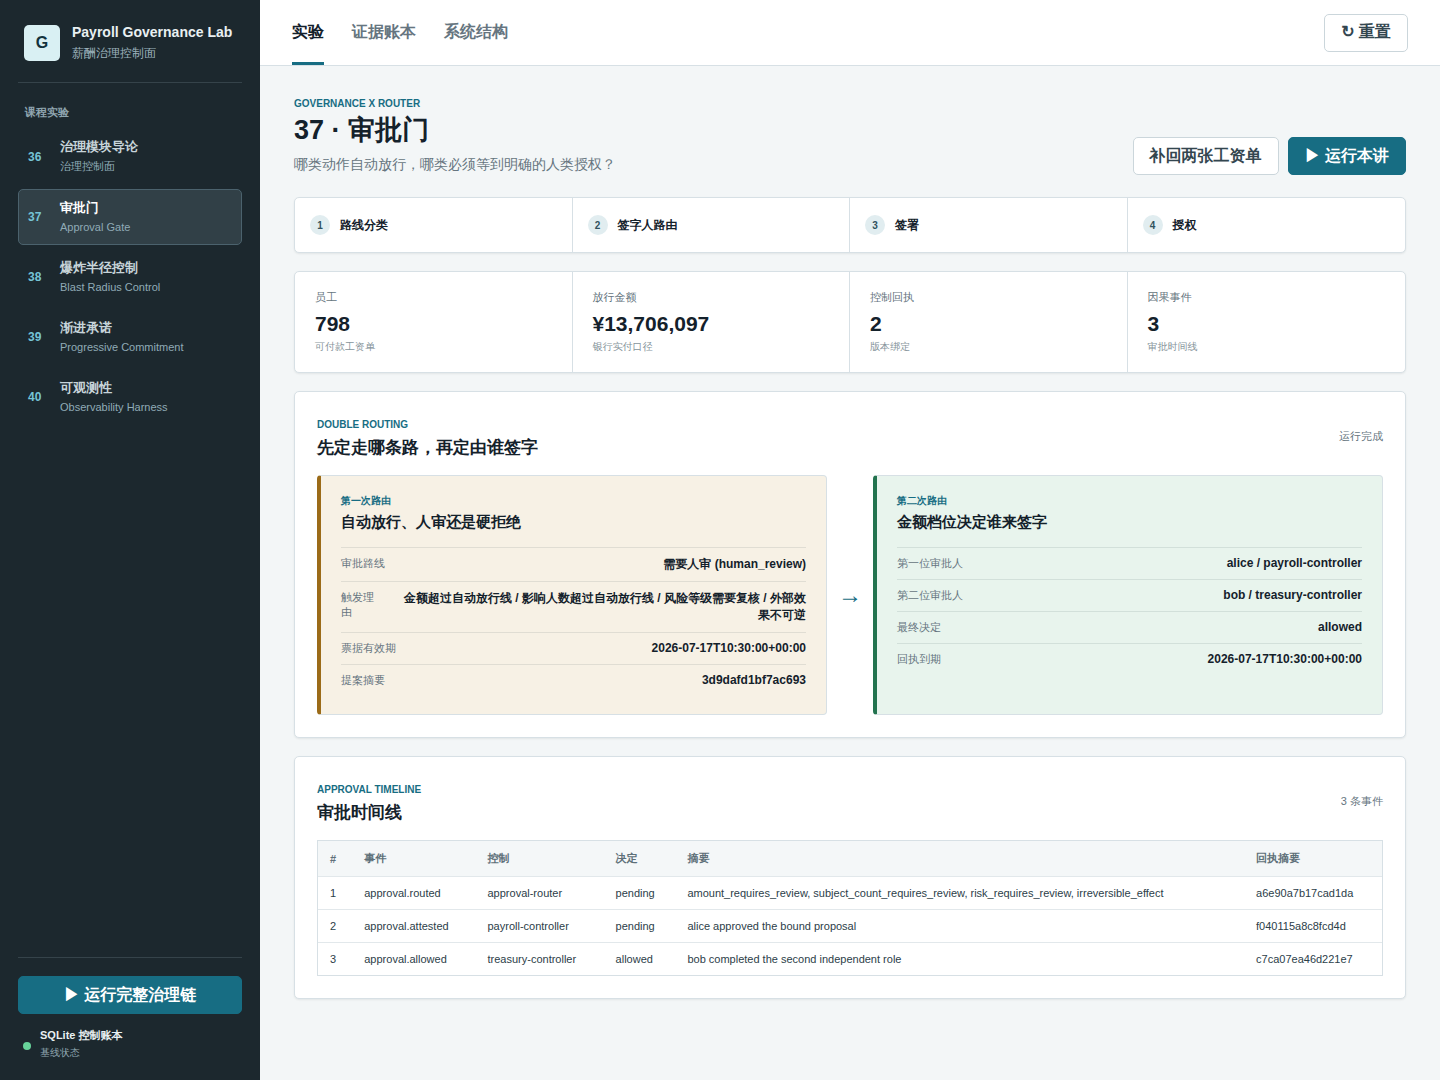 G
Payroll Governance Lab
薪酬治理控制面
课程实验
36
治理模块导论
治理控制面
37
审批门
Approval Gate
38
爆炸半径控制
Blast Radius Control
39
渐进承诺
Progressive Commitment
40
可观测性
Observability Harness
▶ 运行完整治理链
SQLite 控制账本
基线状态
实验 证据账本 系统结构
↻ 重置
GOVERNANCE X ROUTER
37 · 审批门
哪类动作自动放行，哪类必须等到明确的人类授权？
补回两张工资单
▶ 运行本讲
1 路线分类
2 签字人路由
3 签署
4 授权
员工
798
可付款工资单
放行金额
¥13,706,097
银行实付口径
控制回执
2
版本绑定
因果事件
3
审批时间线
DOUBLE ROUTING
先定走哪条路，再定由谁签字
运行完成
第一次路由
自动放行、人审还是硬拒绝
审批路线 需要人审 (human_review)
触发理由 金额超过自动放行线 / 影响人数超过自动放行线 / 风险等级需要复核 / 外部效果不可逆
票据有效期 2026-07-17T10:30:00+00:00
提案摘要 3d9dafd1bf7ac693
→
第二次路由
金额档位决定谁来签字
第一位审批人 alice / payroll-controller
第二位审批人 bob / treasury-controller
最终决定 allowed
回执到期 2026-07-17T10:30:00+00:00
APPROVAL TIMELINE
审批时间线
3 条事件
# 事件 控制 决定 摘要 回执摘要
1 approval.routed approval-router pending amount_requires_review, subject_count_requires_review, risk_requires_review, irreversible_effect a6e90a7b17cad1da
2 approval.attested payroll-controller pending alice approved the bound proposal f040115a8c8fcd4d
3 approval.allowed treasury-controller allowed bob completed the second independent role c7ca07ea46d221e7